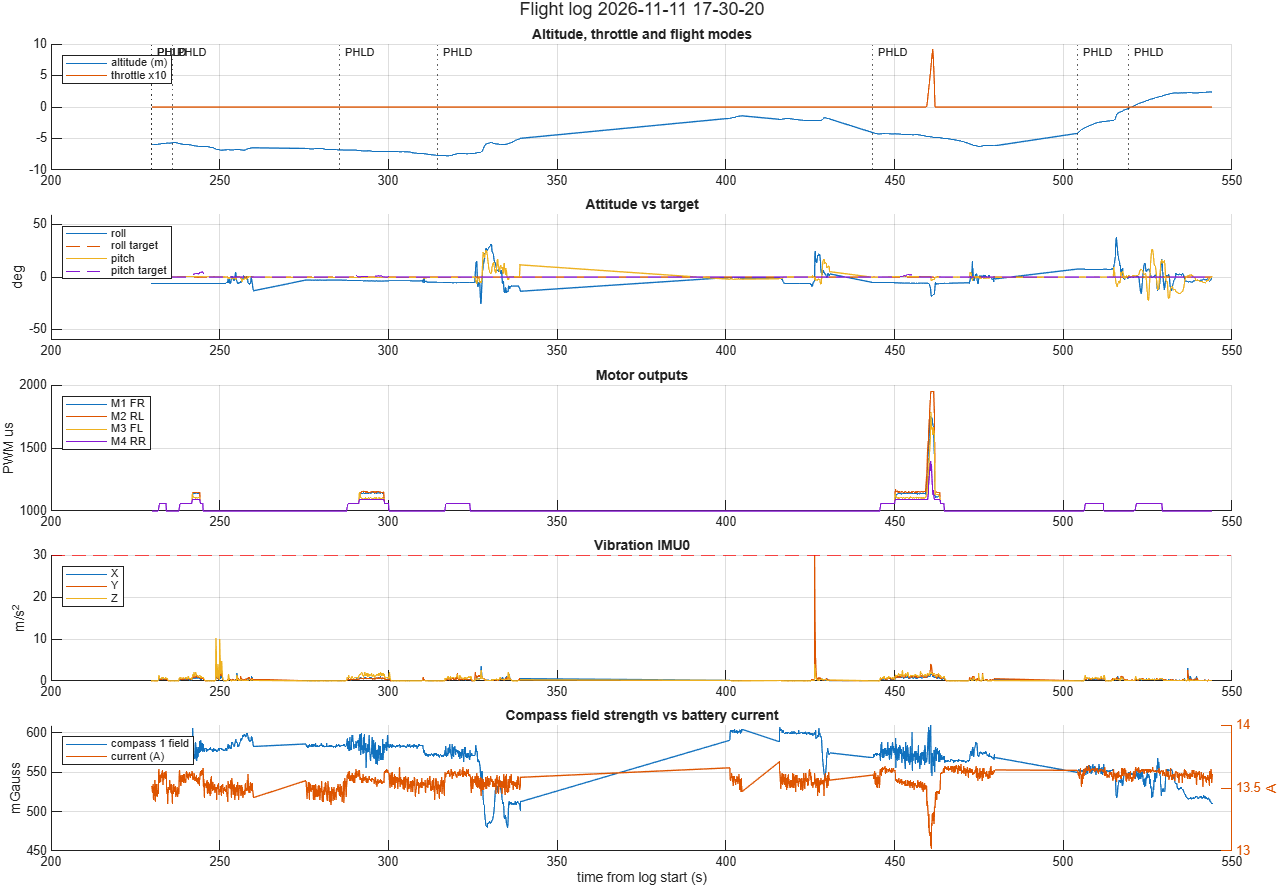 Flight log 2026-11-11 17-30-20
Altitude, throttle and flight modes
PHLD PHLD PHLD PHLD PHLD PHLD PHLD
altitude (m)
throttle x10
10
5
0
-5
-10
200 250 300 350 400 450 500 550
Attitude vs target
deg
50
0
-50
roll
roll target
pitch
pitch target
200 250 300 350 400 450 500 550
Motor outputs
PWM us
2000
1500
1000
M1 FR
M2 RL
M3 FL
M4 RR
200 250 300 350 400 450 500 550
Vibration IMU0
m/s²
30
20
10
0
X
Y
Z
200 250 300 350 400 450 500 550
Compass field strength vs battery current
mGauss
600
550
500
450
compass 1 field
current (A)
14
13.5
13
A
200 250 300 350 400 450 500 550
time from log start (s)